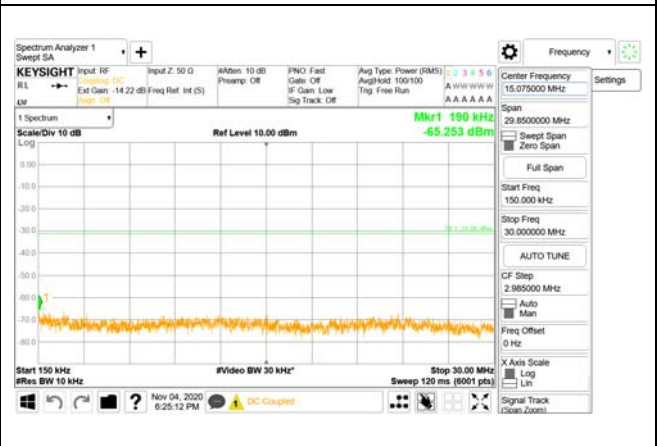 Spectrum Analyzer 1
Swept SA
Frequency
KEYSIGHT
RL
Input: RF
Coupling: DC
Ext Gain: -14.22 dB
Align: Off
Input Z: 50 Ω
Freq Ref: Int (S)
#Atten: 10 dB
Preamp: Off
PNO: Fast
Gate: Off
IF Gain: Low
Sig Track: Off
Avg Type: Power (RMS)
Avg|Hold: 100/100
Trig: Free Run
1 2 3 4 5 6
A W W W W W
A A A A A A
Settings
Center Frequency
15.075000 MHz
Span
29.8500000 MHz
Swept Span
Zero Span
Full Span
Start Freq
150.000 kHz
Stop Freq
30.000000 MHz
AUTO TUNE
CF Step
2.985000 MHz
Auto
Man
Freq Offset
0 Hz
X Axis Scale
Log
Lin
Signal Track
(Span Zoom)
1 Spectrum
Scale/Div 10 dB
Log
Ref Level 10.00 dBm
Mkr1 190 kHz
-65.253 dBm
0.00
-10.0
-20.0
-30.0
-40.0
-50.0
-60.0
-70.0
-80.0
1
Start 150 kHz
#Res BW 10 kHz
#Video BW 30 kHz*
Stop 30.00 MHz
Sweep 120 ms (6001 pts)
Nov 04, 2020
6:25:12 PM
DC Coupled